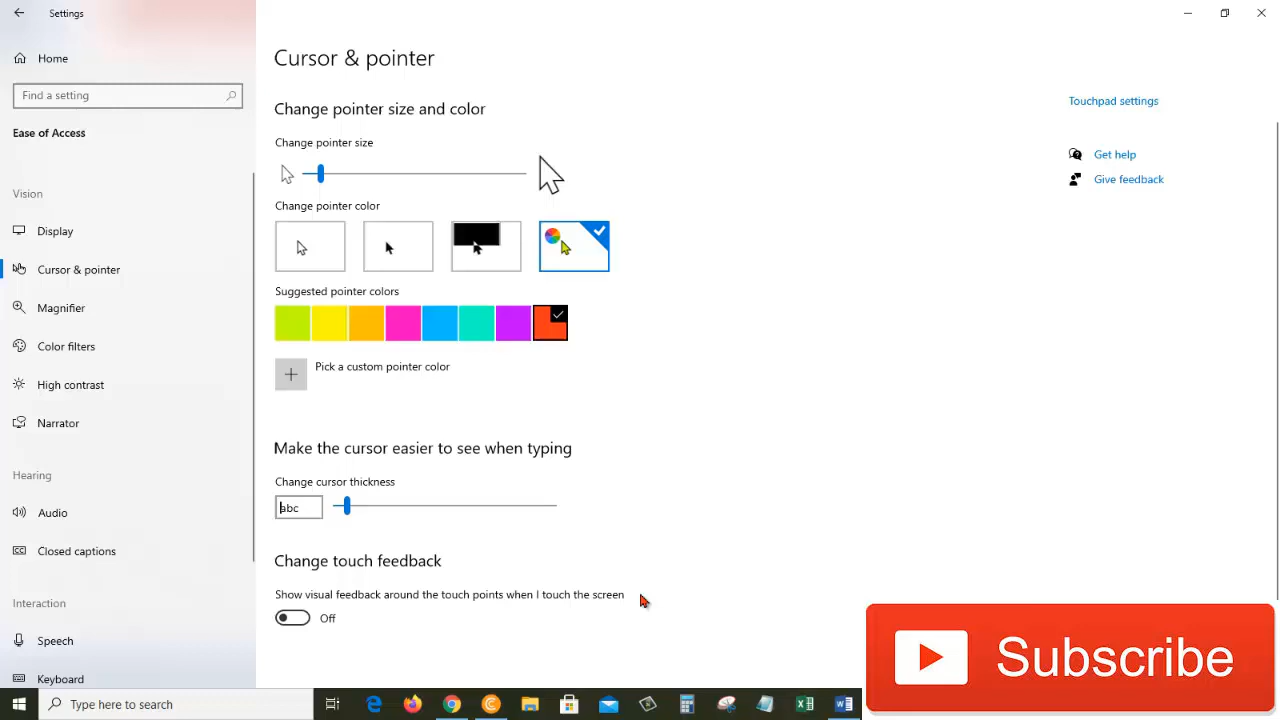 Settings
Home
Find a setting
Ease of Access
Vision
Display
Cursor & pointer
Magnifier
Color filters
High contrast
Narrator
Hearing
Audio
Closed captions
Interaction
Speech
Keyboard
Cursor & pointer
Change pointer size and color
Change pointer size
Change pointer color
Suggested pointer colors
Pick a custom pointer color
Make the cursor easier to see when typing
Change cursor thickness
abc
Change touch feedback
Show visual feedback around the touch points when I touch the screen
Off
Touchpad settings
Get help
Give feedback
Subscribe
Type here to search